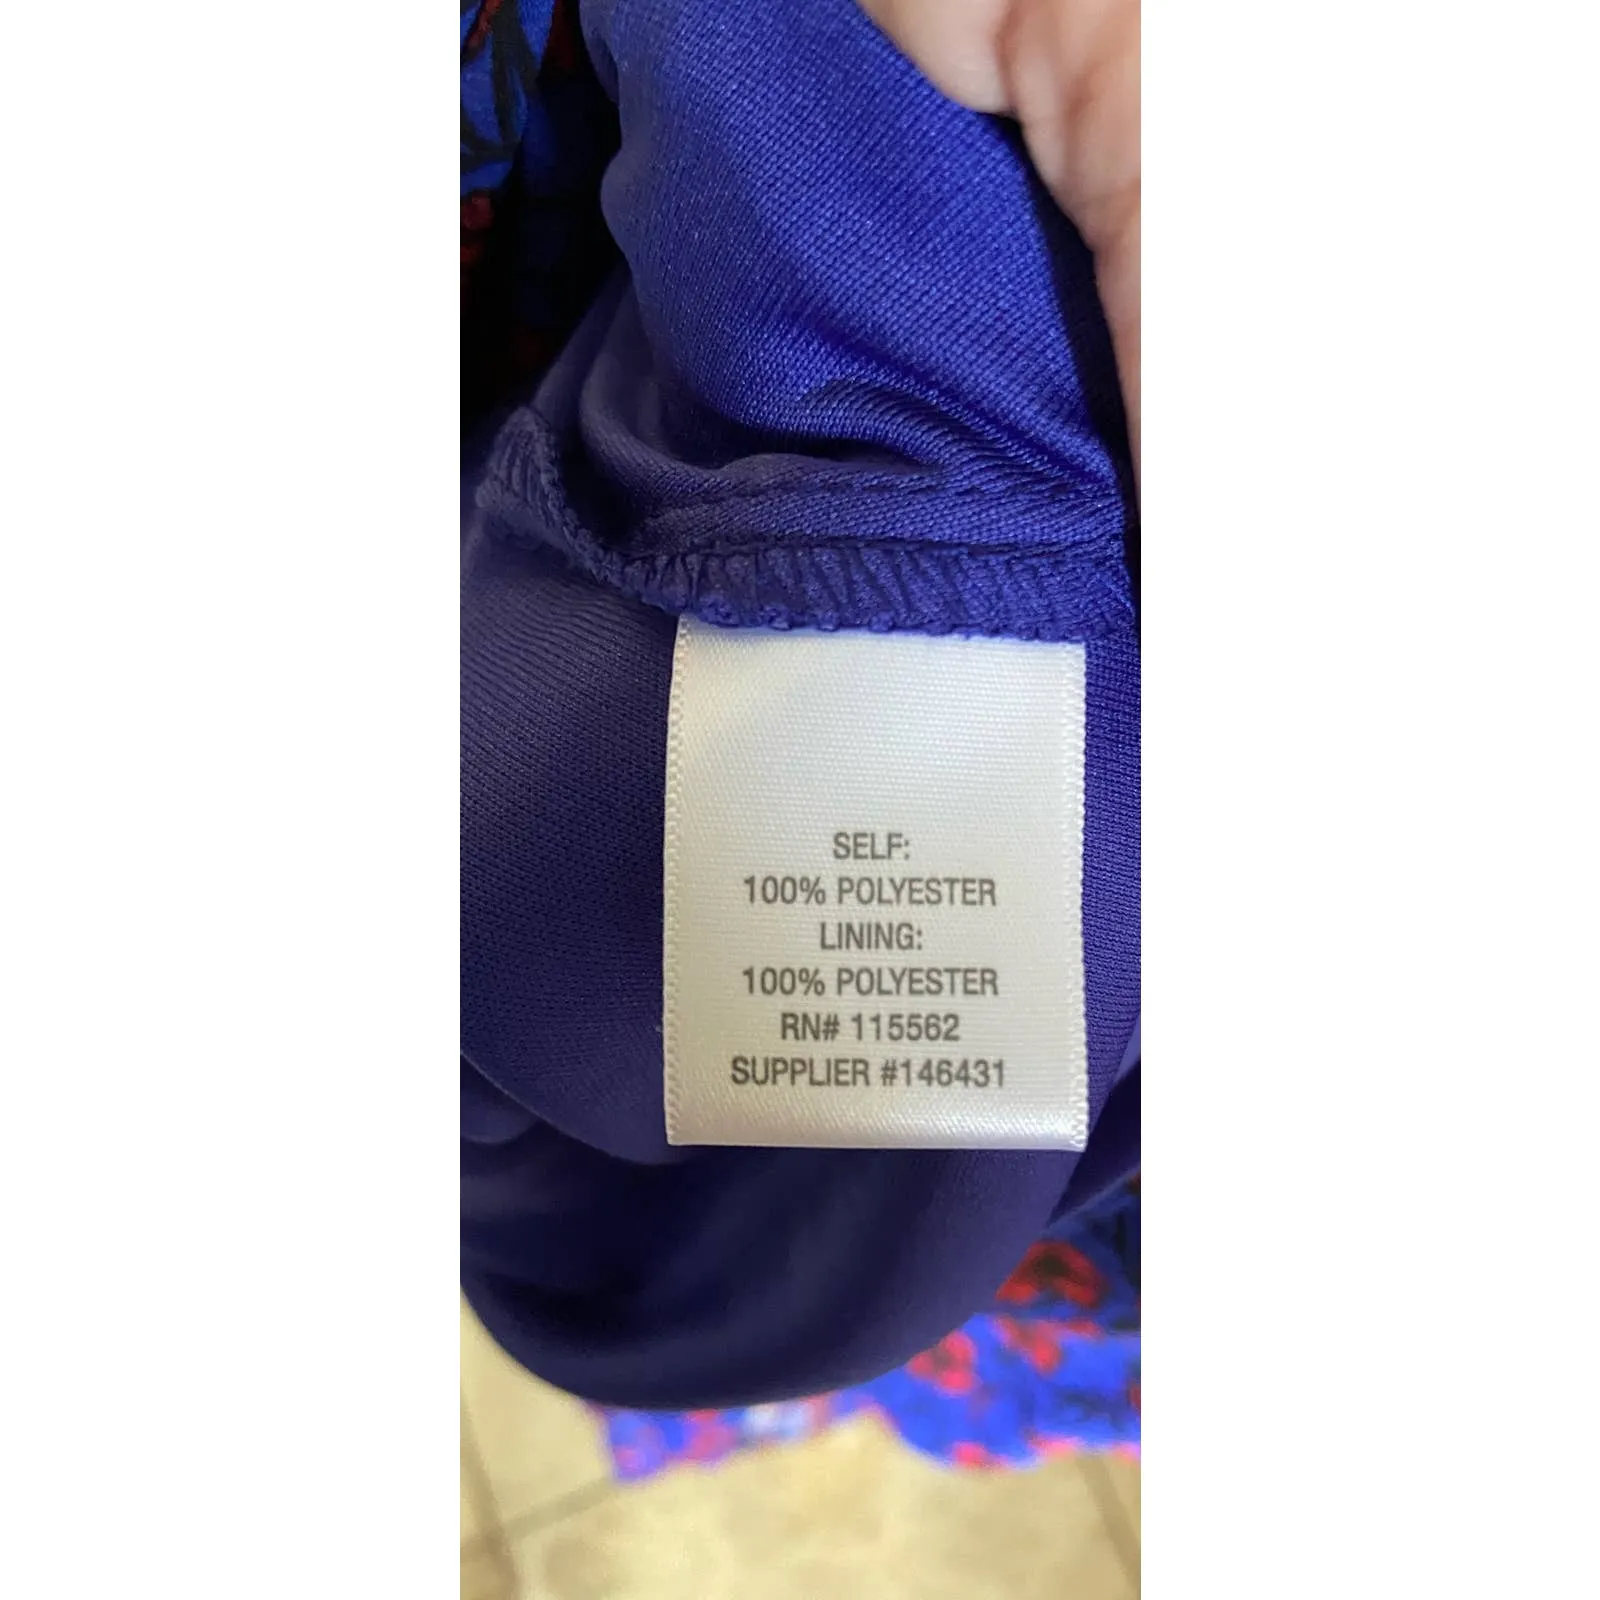 SELF:
100% POLYESTER
LINING:
100% POLYESTER
RN# 115562
SUPPLIER #146431